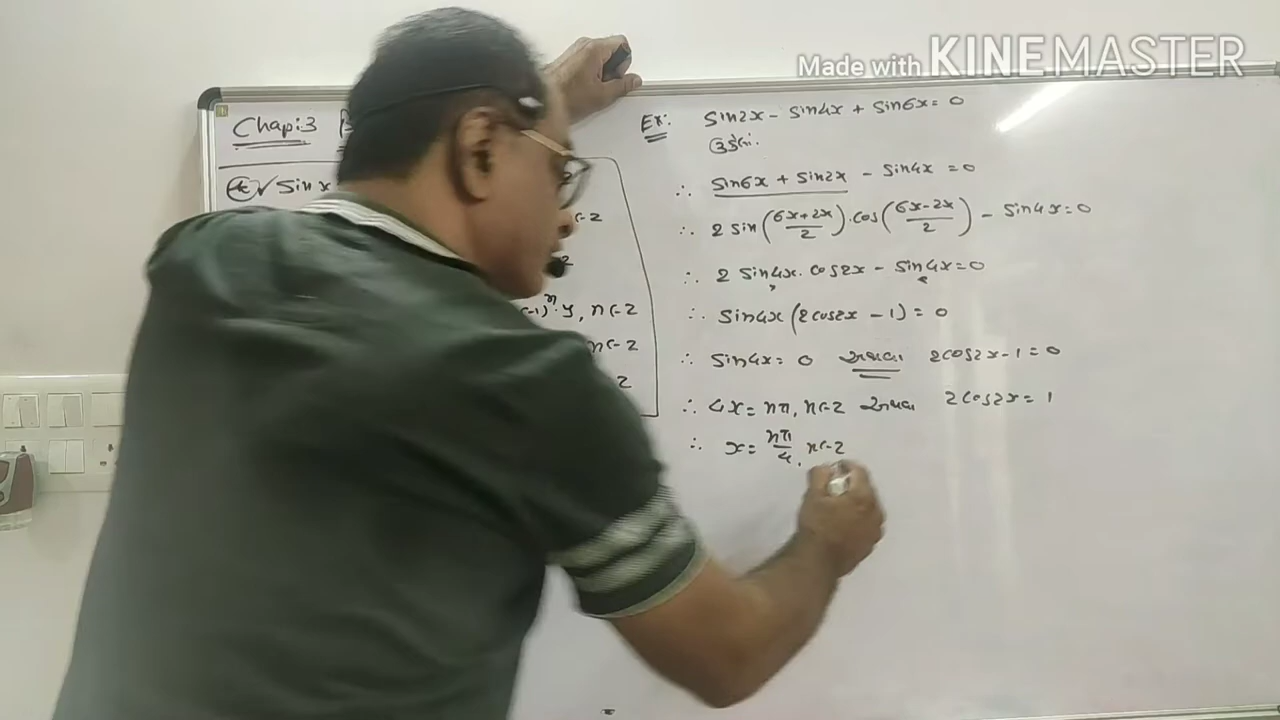 Made with KINEMASTER
Chap:3
Sin x
n ∈ Z
(-1)ⁿ y, n ∈ Z
n ∈ Z
Ex: Sin2x - Sin4x + Sin6x = 0
ઉકેલ:
∴ Sin6x + Sin2x - Sin4x = 0
∴ 2 Sin (6x+2x/2) · Cos (6x-2x/2) - Sin4x = 0
∴ 2 Sin4x · Cos2x - Sin4x = 0
∴ Sin4x (2Cos2x - 1) = 0
∴ Sin4x = 0 અથવા 2Cos2x - 1 = 0
∴ 4x = nπ, n ∈ Z અથવા 2Cos2x = 1
∴ x = nπ/4, n ∈ Z